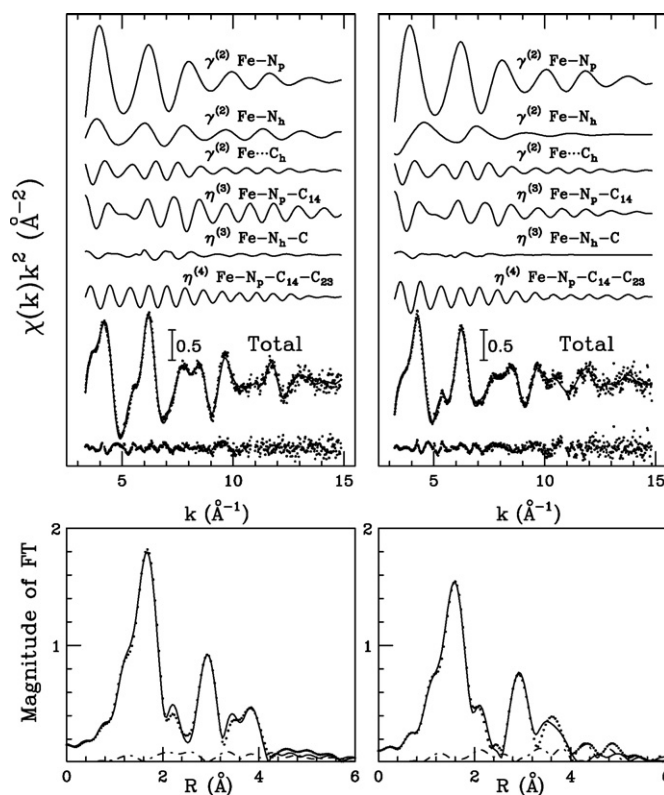 γ(2) Fe−Np
γ(2) Fe−Nh
γ(2) Fe···Ch
η(3) Fe−Np−C14
η(3) Fe−Nh−C
η(4) Fe−Np−C14−C23
0.5
Total
χ(k)k2 (Å−2)
5
10
15
k (Å−1)
γ(2) Fe−Np
γ(2) Fe−Nh
γ(2) Fe···Ch
η(3) Fe−Np−C14
η(3) Fe−Nh−C
η(4) Fe−Np−C14−C23
0.5
Total
5
10
15
k (Å−1)
Magnitude of FT
2
1
0
2
4
6
R (Å)
2
1
0
2
4
6
R (Å)